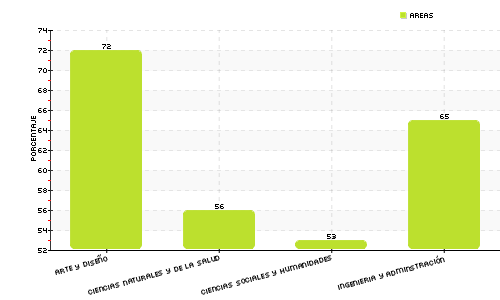 AREAS
PORCENTAJE
74
72
70
68
66
64
62
60
58
56
54
52
72
56
53
65
ARTE Y DISEÑO
CIENCIAS NATURALES Y DE LA SALUD
CIENCIAS SOCIALES Y HUMANIDADES
INGENIERIA Y ADMINSTRACIÓN